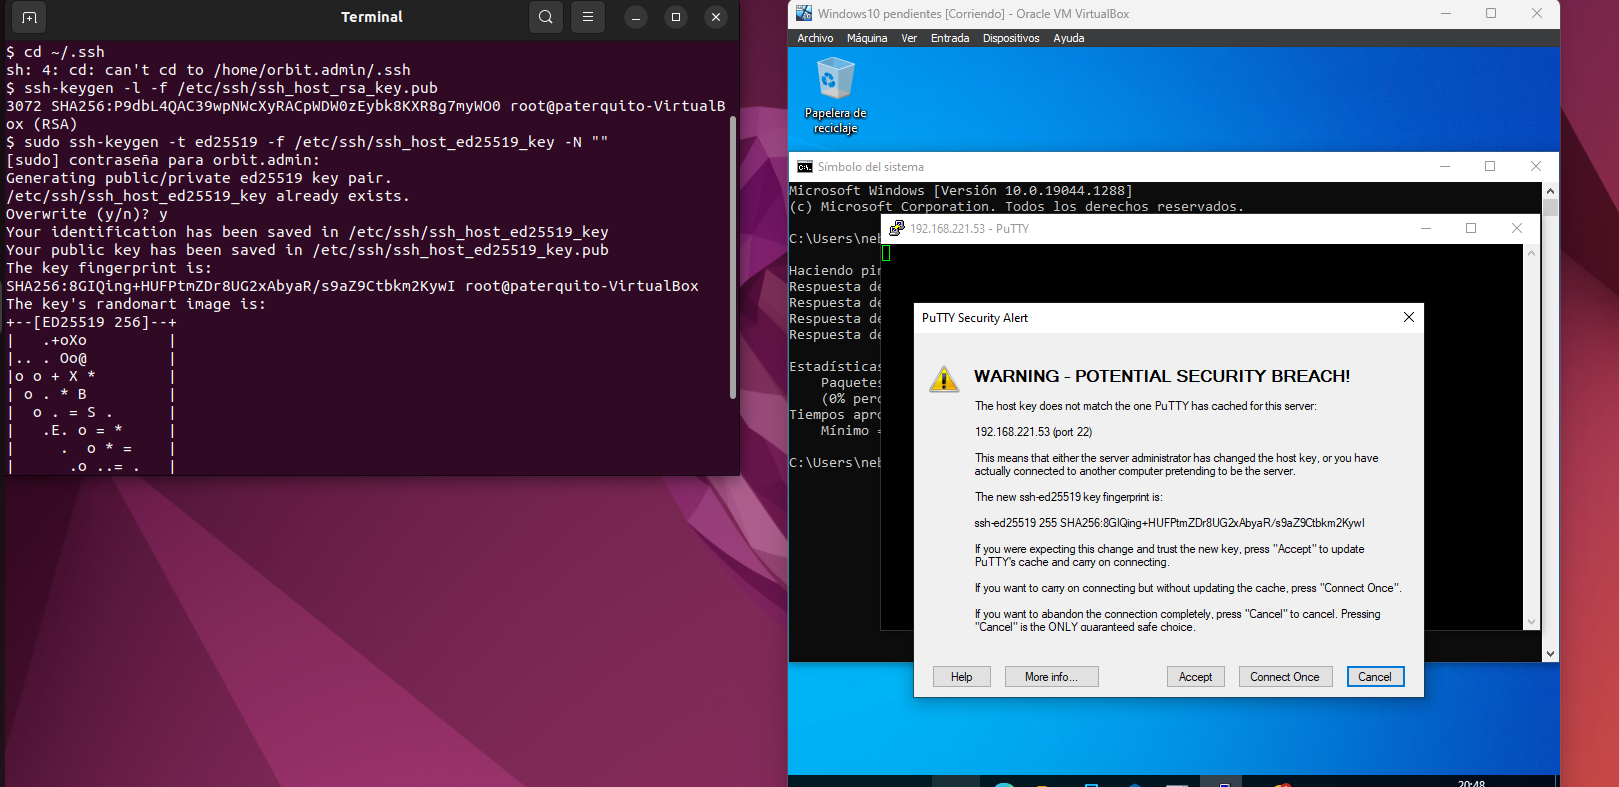 Terminal
$ cd ~/.ssh
sh: 4: cd: can't cd to /home/orbit.admin/.ssh
$ ssh-keygen -l -f /etc/ssh/ssh_host_rsa_key.pub
3072 SHA256:P9dbL4QAC39wpNWcXyRACpWDW0zEybk8KXR8g7myWO0 root@paterquito-VirtualB
ox (RSA)
$ sudo ssh-keygen -t ed25519 -f /etc/ssh/ssh_host_ed25519_key -N ""
[sudo] contraseña para orbit.admin:
Generating public/private ed25519 key pair.
/etc/ssh/ssh_host_ed25519_key already exists.
Overwrite (y/n)? y
Your identification has been saved in /etc/ssh/ssh_host_ed25519_key
Your public key has been saved in /etc/ssh/ssh_host_ed25519_key.pub
The key fingerprint is:
SHA256:8GIQing+HUFPtmZDr8UG2xAbyaR/s9aZ9Ctbkm2KywI root@paterquito-VirtualBox
The key's randomart image is:
+--[ED25519 256]--+
|   .+oXo         |
|.. . Oo@         |
|o o + X *        |
| o . * B         |
|  o . = S .      |
|   .E. o = *     |
|     .  o * =    |
|      .o ..= .   |
Windows10 pendientes [Corriendo] - Oracle VM VirtualBox
Archivo Máquina Ver Entrada Dispositivos Ayuda
Papelera de
reciclaje
Símbolo del sistema
Microsoft Windows [Versión 10.0.19044.1288]
(c) Microsoft Corporation. Todos los derechos reservados.
C:\Users\neb
Haciendo pin
Respuesta de
Respuesta de
Respuesta de
Respuesta de
Estadísticas
Paquetes
(0% perd
Tiempos apro
Mínimo =
C:\Users\neb
192.168.221.53 - PuTTY
PuTTY Security Alert
WARNING - POTENTIAL SECURITY BREACH!
The host key does not match the one PuTTY has cached for this server:
192.168.221.53 (port 22)
This means that either the server administrator has changed the host key, or you have
actually connected to another computer pretending to be the server.
The new ssh-ed25519 key fingerprint is:
ssh-ed25519 255 SHA256:8GIQing+HUFPtmZDr8UG2xAbyaR/s9aZ9Ctbkm2KywI
If you were expecting this change and trust the new key, press "Accept" to update
PuTTY's cache and carry on connecting.
If you want to carry on connecting but without updating the cache, press "Connect Once".
If you want to abandon the connection completely, press "Cancel" to cancel. Pressing
"Cancel" is the ONLY guaranteed safe choice.
Help
More info...
Accept
Connect Once
Cancel
20:48